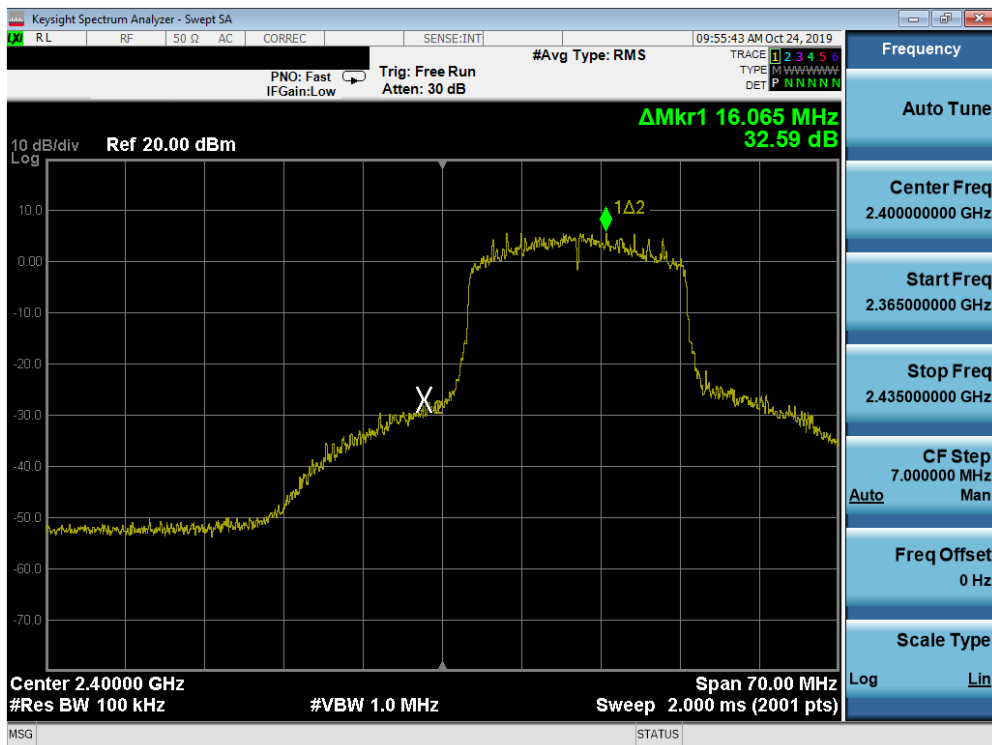 Keysight Spectrum Analyzer - Swept SA
LXI RL RF 50 Ω AC CORREC SENSE:INT 09:55:43 AM Oct 24, 2019
#Avg Type: RMS
TRACE 1 2 3 4 5 6
TYPE M W W W W W
DET P N N N N N
PNO: Fast
IFGain:Low
Trig: Free Run
Atten: 30 dB
ΔMkr1 16.065 MHz
32.59 dB
10 dB/div Ref 20.00 dBm
Log
10.0
0.00
-10.0
-20.0
-30.0
-40.0
-50.0
-60.0
-70.0
1Δ2
X2
Center 2.40000 GHz
#Res BW 100 kHz
#VBW 1.0 MHz
Span 70.00 MHz
Sweep 2.000 ms (2001 pts)
MSG
STATUS
Frequency
Auto Tune
Center Freq
2.400000000 GHz
Start Freq
2.365000000 GHz
Stop Freq
2.435000000 GHz
CF Step
7.000000 MHz
Auto Man
Freq Offset
0 Hz
Scale Type
Log Lin